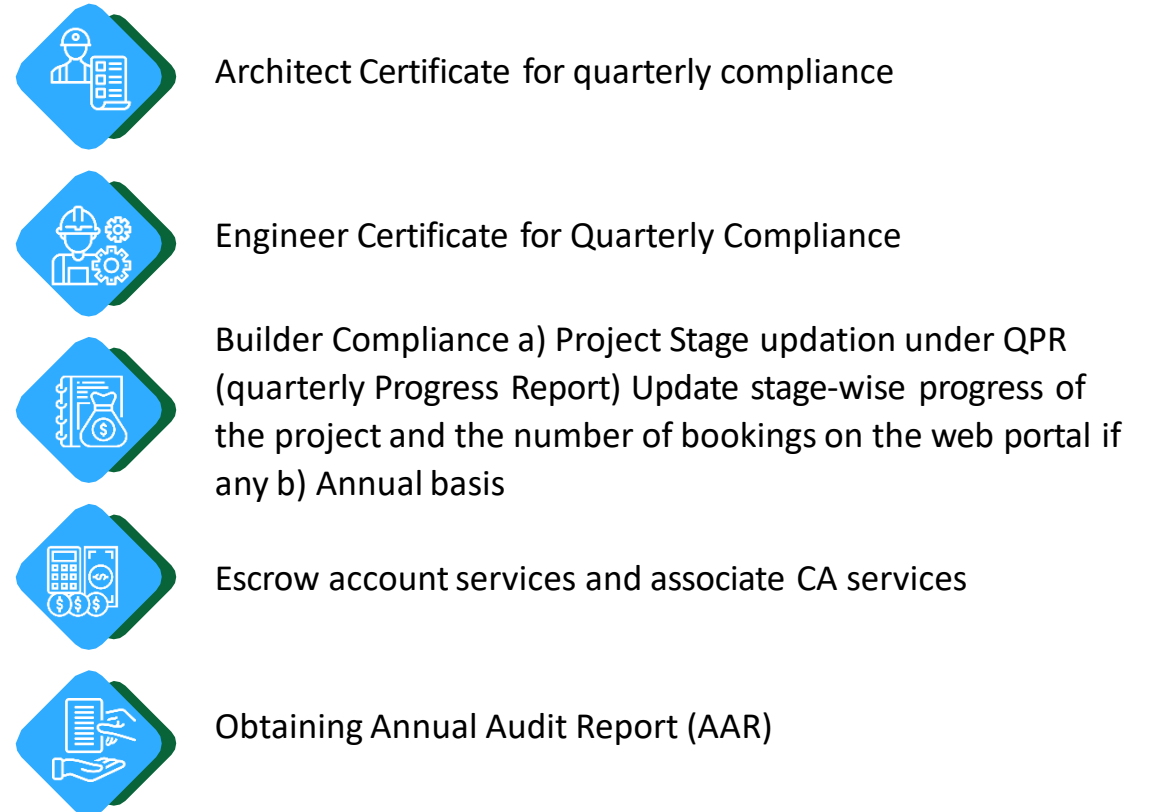 Architect Certificate for quarterly compliance
Engineer Certificate for Quarterly Compliance
Builder Compliance a) Project Stage updation under QPR
(quarterly Progress Report) Update stage-wise progress of
the project and the number of bookings on the web portal if
any b) Annual basis
Escrow account services and associate CA services
Obtaining Annual Audit Report (AAR)